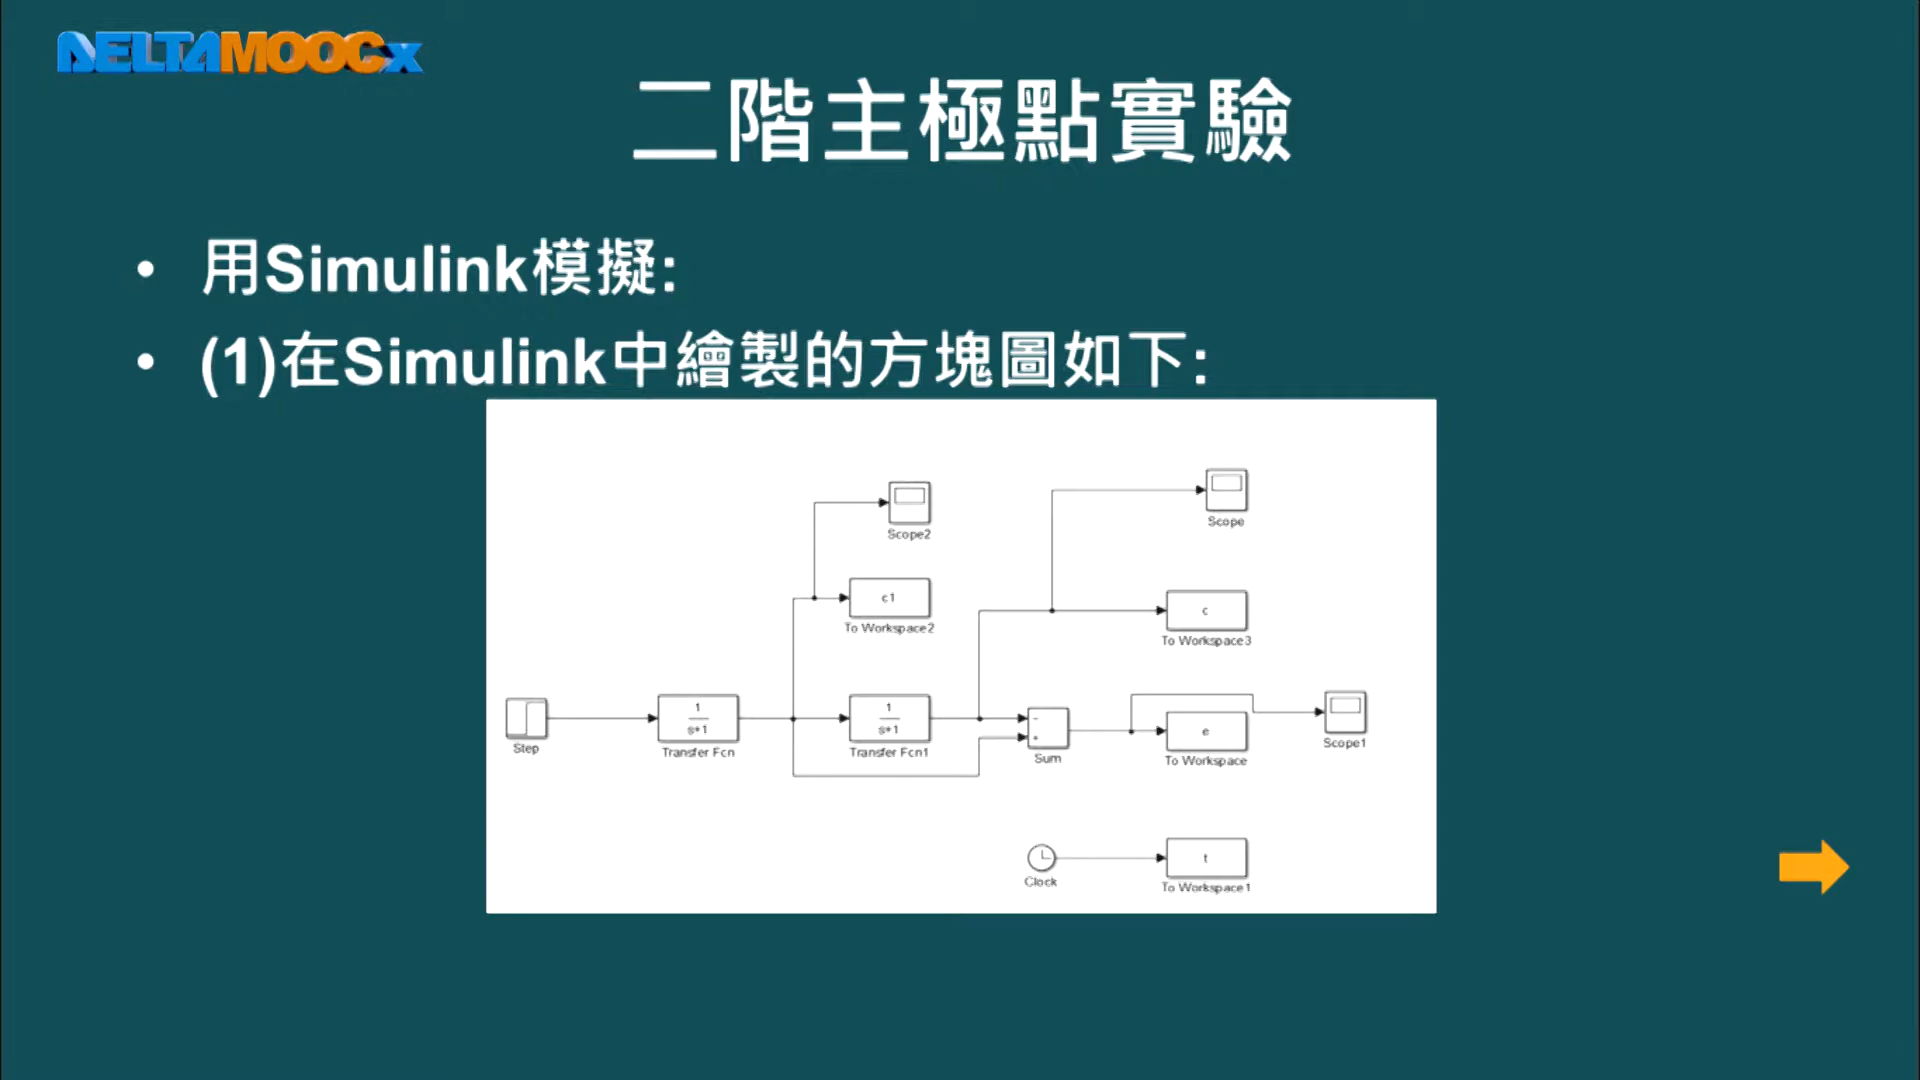 DELTAMOOCx
二階主極點實驗
• 用Simulink模擬:
• (1)在Simulink中繪製的方塊圖如下:
Scope2
Scope
c1
To Workspace2
c
To Workspace3
Step
1
s+1
Transfer Fcn
1
s+1
Transfer Fcn1
-
+
Sum
e
To Workspace
Scope1
Clock
t
To Workspace1